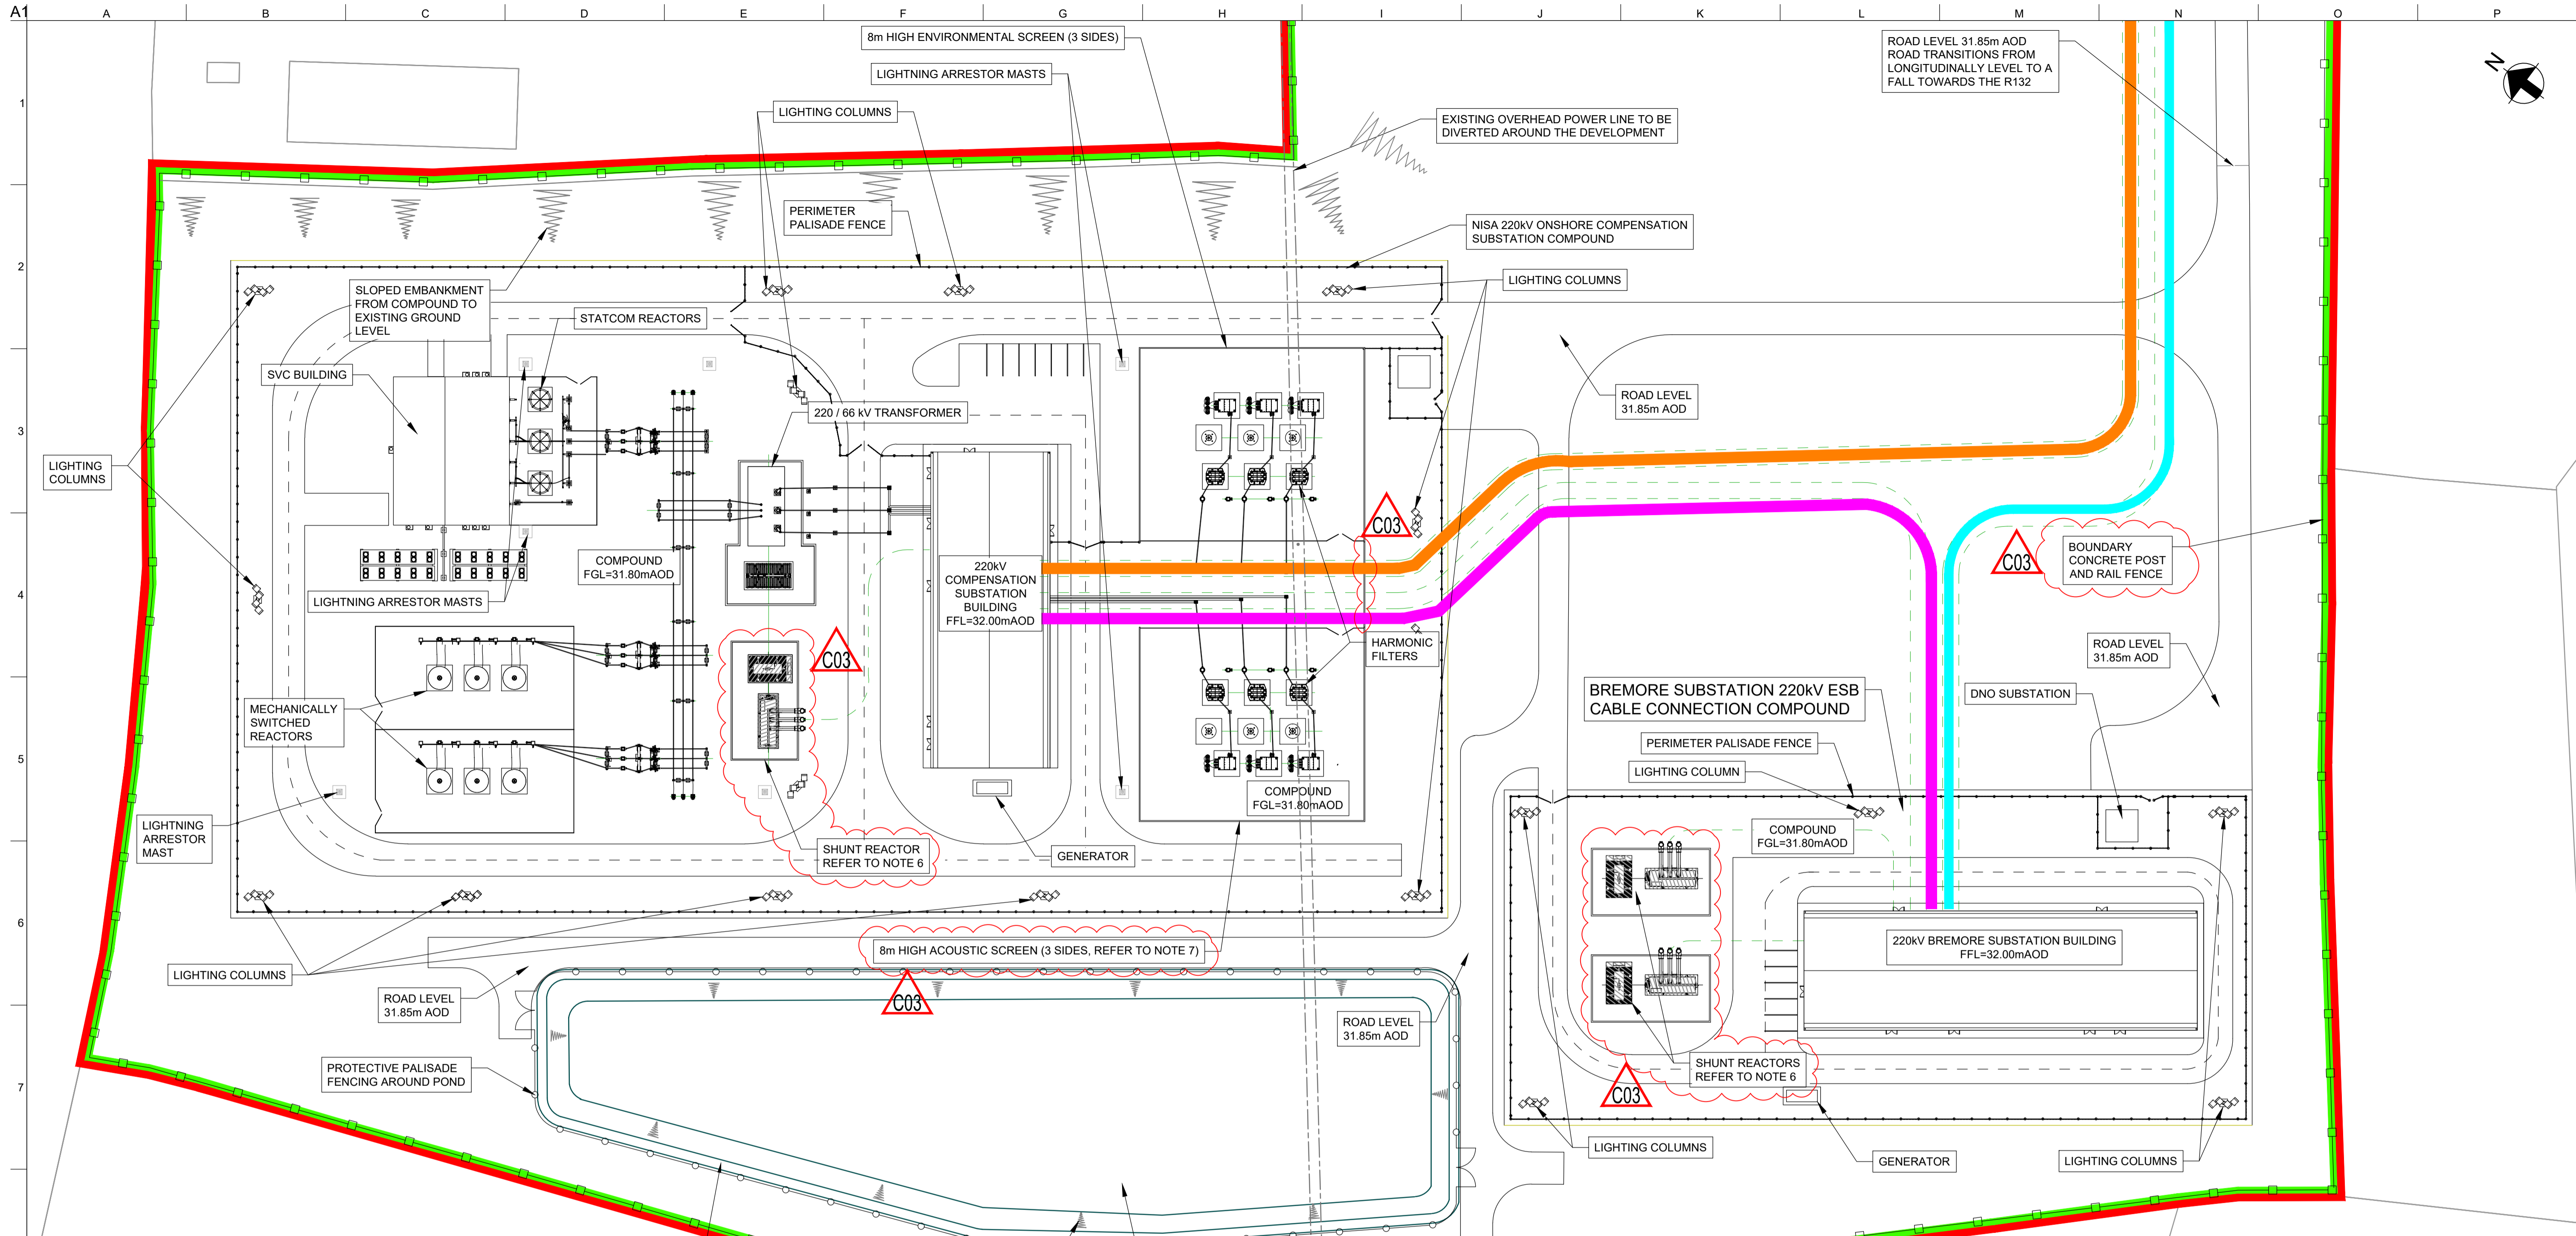 A1
A B C D E F G H I J K L M N O P
1
2
3
4
5
6
7
8m HIGH ENVIRONMENTAL SCREEN (3 SIDES)
LIGHTNING ARRESTOR MASTS
LIGHTING COLUMNS
ROAD LEVEL 31.85m AOD
ROAD TRANSITIONS FROM
LONGITUDINALLY LEVEL TO A
FALL TOWARDS THE R132
N
EXISTING OVERHEAD POWER LINE TO BE
DIVERTED AROUND THE DEVELOPMENT
PERIMETER
PALISADE FENCE
NISA 220kV ONSHORE COMPENSATION
SUBSTATION COMPOUND
LIGHTING COLUMNS
SLOPED EMBANKMENT
FROM COMPOUND TO
EXISTING GROUND
LEVEL
STATCOM REACTORS
SVC BUILDING
ROAD LEVEL
31.85m AOD
220 / 66 kV TRANSFORMER
LIGHTING
COLUMNS
C03
COMPOUND
FGL=31.80mAOD
220kV
COMPENSATION
SUBSTATION
BUILDING
FFL=32.00mAOD
C03
BOUNDARY
CONCRETE POST
AND RAIL FENCE
LIGHTNING ARRESTOR MASTS
C03
HARMONIC
FILTERS
ROAD LEVEL
31.85m AOD
BREMORE SUBSTATION 220kV ESB
CABLE CONNECTION COMPOUND
DNO SUBSTATION
MECHANICALLY
SWITCHED
REACTORS
PERIMETER PALISADE FENCE
LIGHTING COLUMN
COMPOUND
FGL=31.80mAOD
LIGHTNING
ARRESTOR
MAST
SHUNT REACTOR
REFER TO NOTE 6
GENERATOR
COMPOUND
FGL=31.80mAOD
8m HIGH ACOUSTIC SCREEN (3 SIDES, REFER TO NOTE 7)
220kV BREMORE SUBSTATION BUILDING
FFL=32.00mAOD
LIGHTING COLUMNS
ROAD LEVEL
31.85m AOD
C03
ROAD LEVEL
31.85m AOD
PROTECTIVE PALISADE
FENCING AROUND POND
SHUNT REACTORS
REFER TO NOTE 6
C03
LIGHTING COLUMNS
GENERATOR
LIGHTING COLUMNS